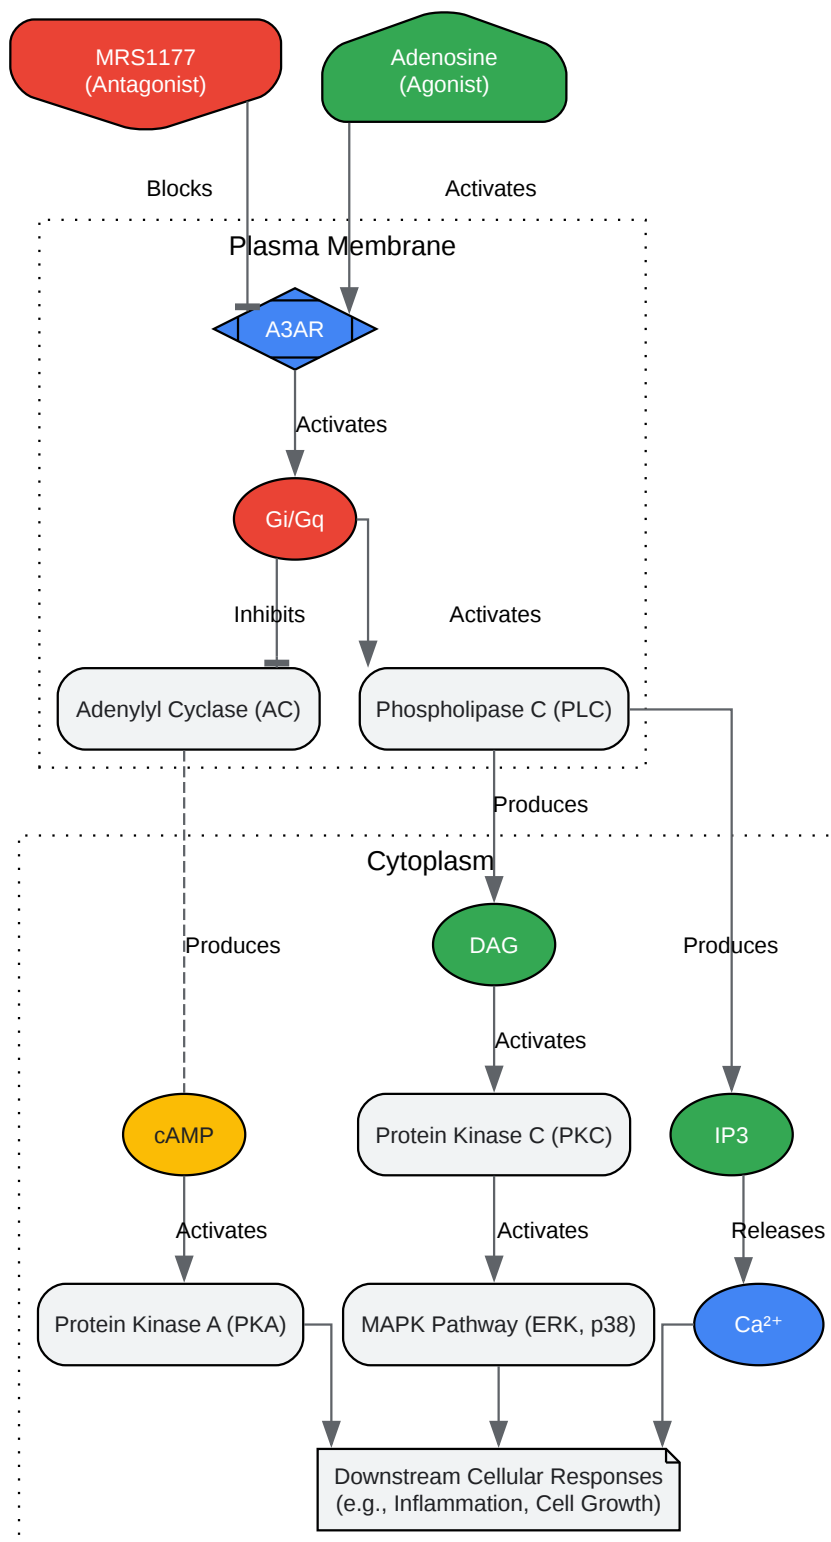 MRS1177
(Antagonist)
Adenosine
(Agonist)
Blocks
Activates
Plasma Membrane
A3AR
Activates
Gi/Gq
Inhibits
Activates
Adenylyl Cyclase (AC)
Phospholipase C (PLC)
Produces
Cytoplasm
DAG
Produces
Produces
Activates
cAMP
Protein Kinase C (PKC)
IP3
Activates
Activates
Releases
Protein Kinase A (PKA)
MAPK Pathway (ERK, p38)
Ca²⁺
Downstream Cellular Responses
(e.g., Inflammation, Cell Growth)